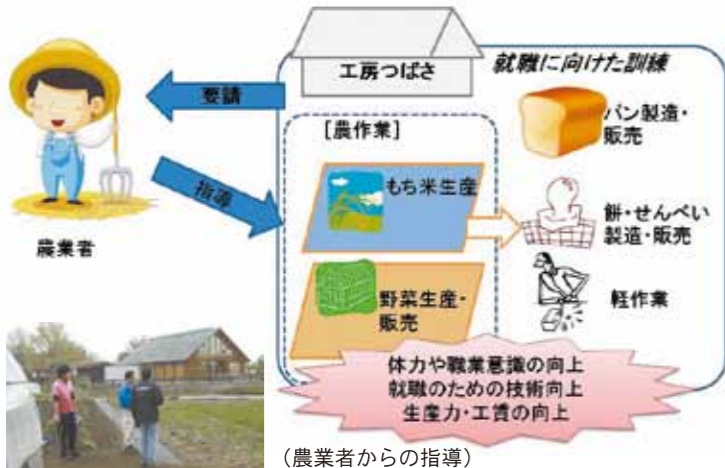 工房つばさ
就職に向けた訓練
要請
[農作業]
パン製造・
販売
指導
もち米生産
餅・せんべい
製造・販売
農業者
野菜生産・
販売
軽作業
体力や職業意識の向上
就職のための技術向上
生産力・工賃の向上
（農業者からの指導）